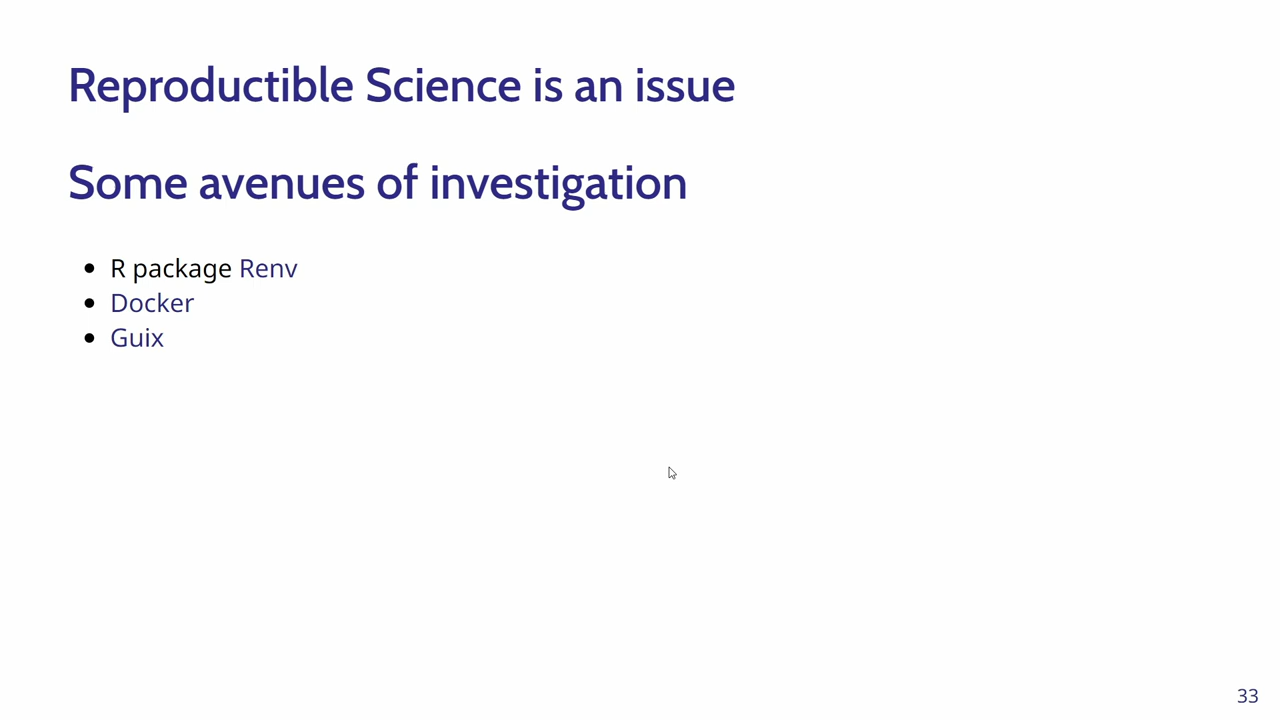 Reproductible Science is an issue
Some avenues of investigation
• R package Renv
• Docker
• Guix
33